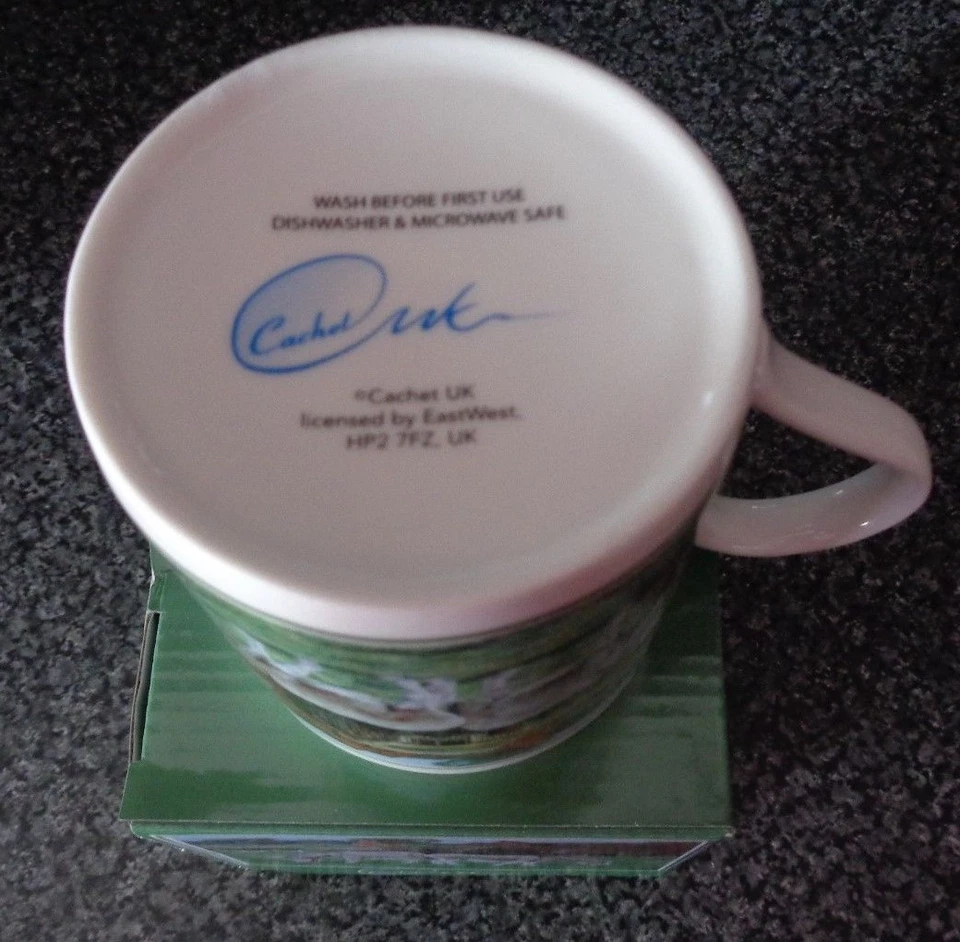 WASH BEFORE FIRST USE
DISHWASHER & MICROWAVE SAFE
Cachet UK
©Cachet UK
licensed by EastWest.
HP2 7FZ, UK